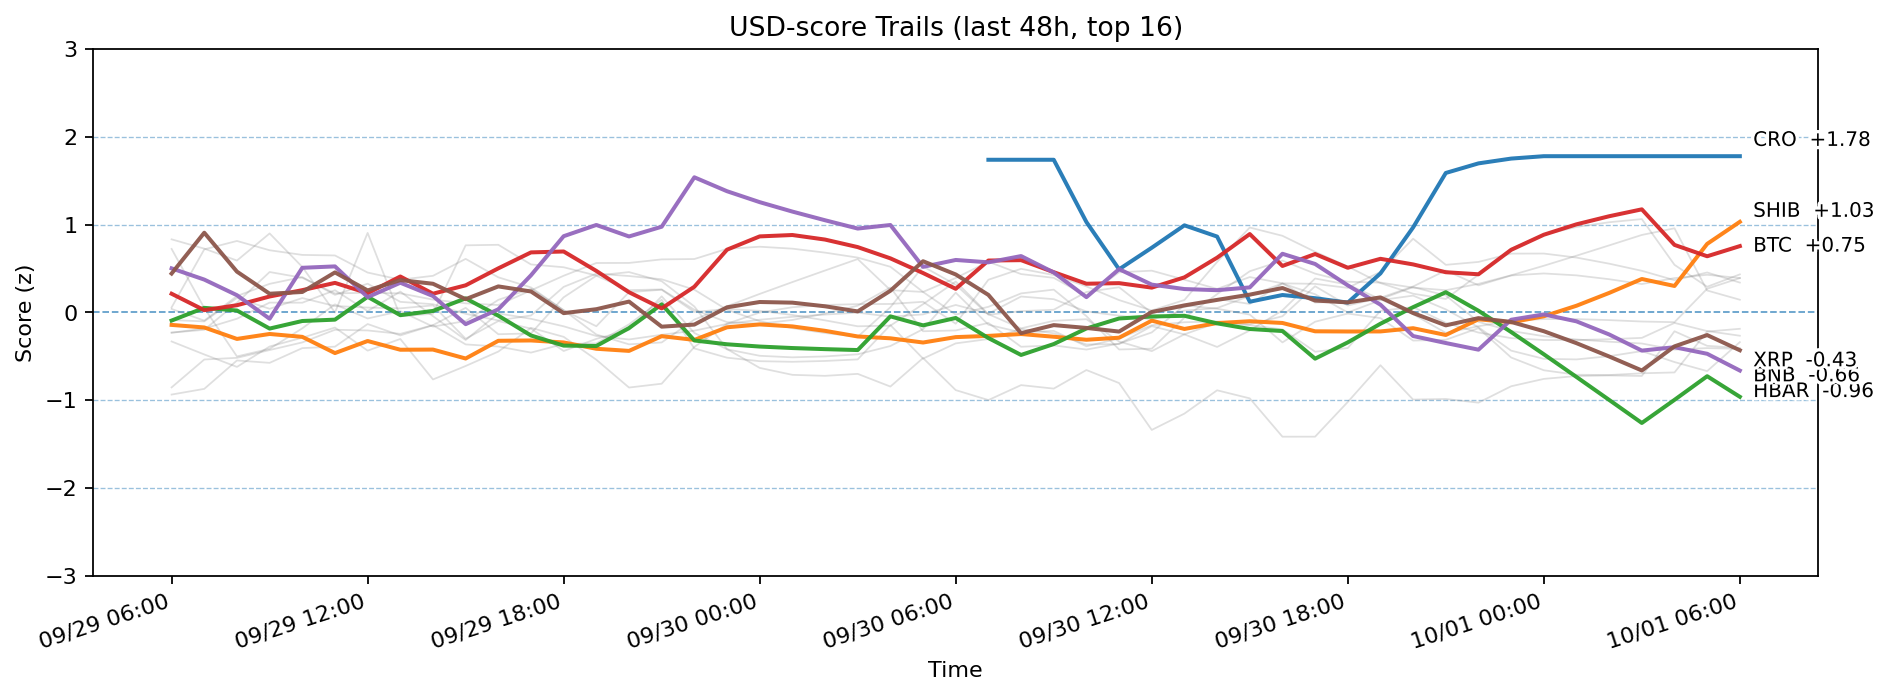 USD-score Trails (last 48h, top 16)
3
2
1
0
−1
−2
−3
Score (z)
CRO +1.78
SHIB +1.03
BTC +0.75
XRP -0.43
BNB -0.66
HBAR -0.96
09/29 06:00
09/29 12:00
09/29 18:00
09/30 00:00
09/30 06:00
09/30 12:00
09/30 18:00
10/01 00:00
10/01 06:00
Time